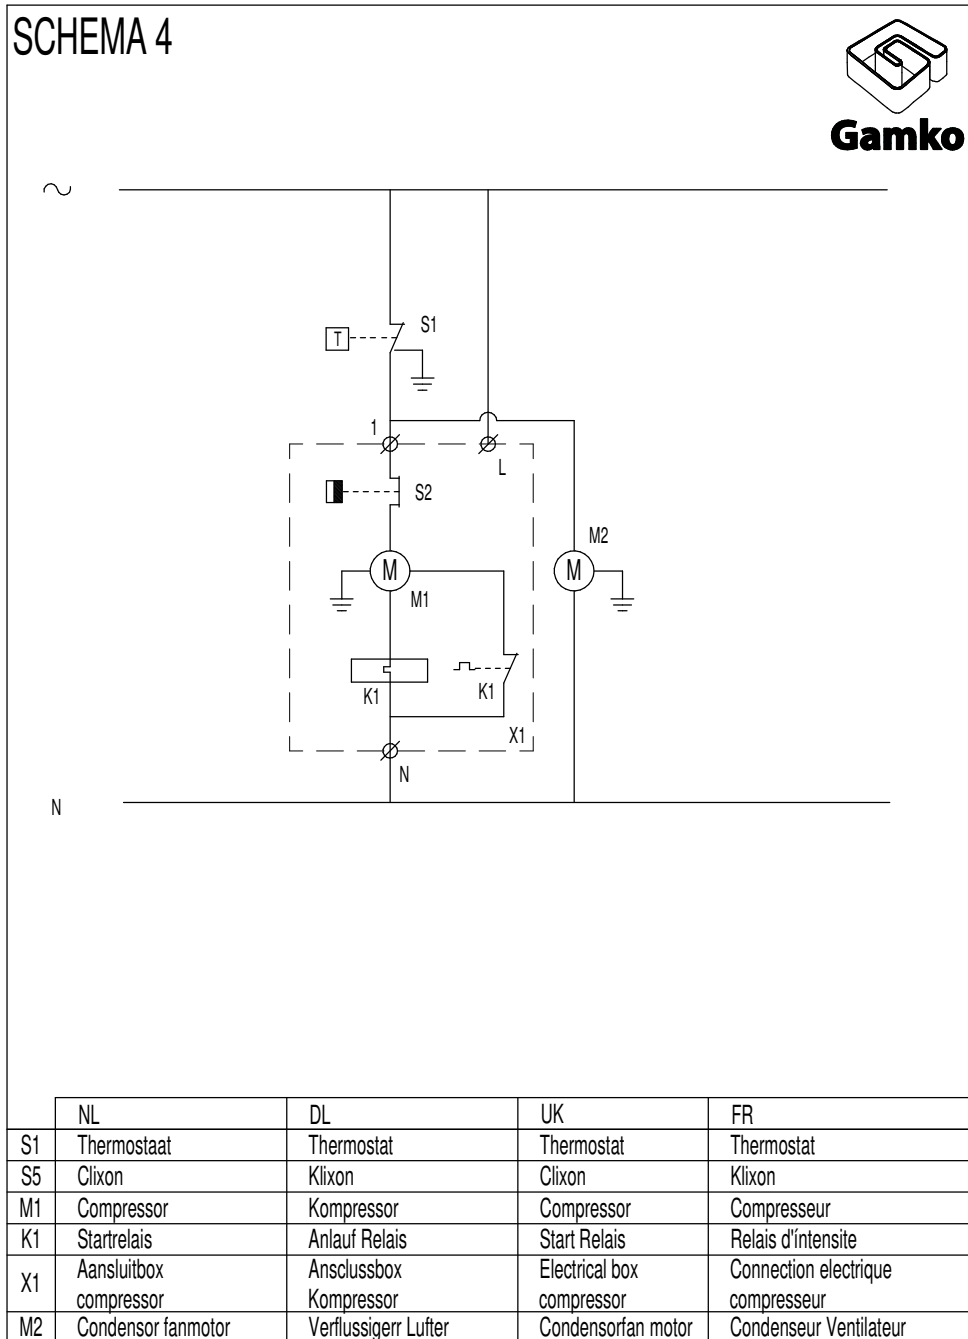 SCHEMA 4
Gamko
S1
T
1
L
S2
M2
M
M
M1
K1
K1
X1
N
N
NL DL UK FR
S1 Thermostaat Thermostat Thermostat Thermostat
S5 Clixon Klixon Clixon Klixon
M1 Compressor Kompressor Compressor Compresseur
K1 Startrelais Anlauf Relais Start Relais Relais d'íntensite
X1 Aansluitbox Ansclussbox Electrical box Connection electrique
compressor Kompressor compressor compresseur
M2 Condensor fanmotor Verflussigerr Lufter Condensorfan motor Condenseur Ventilateur